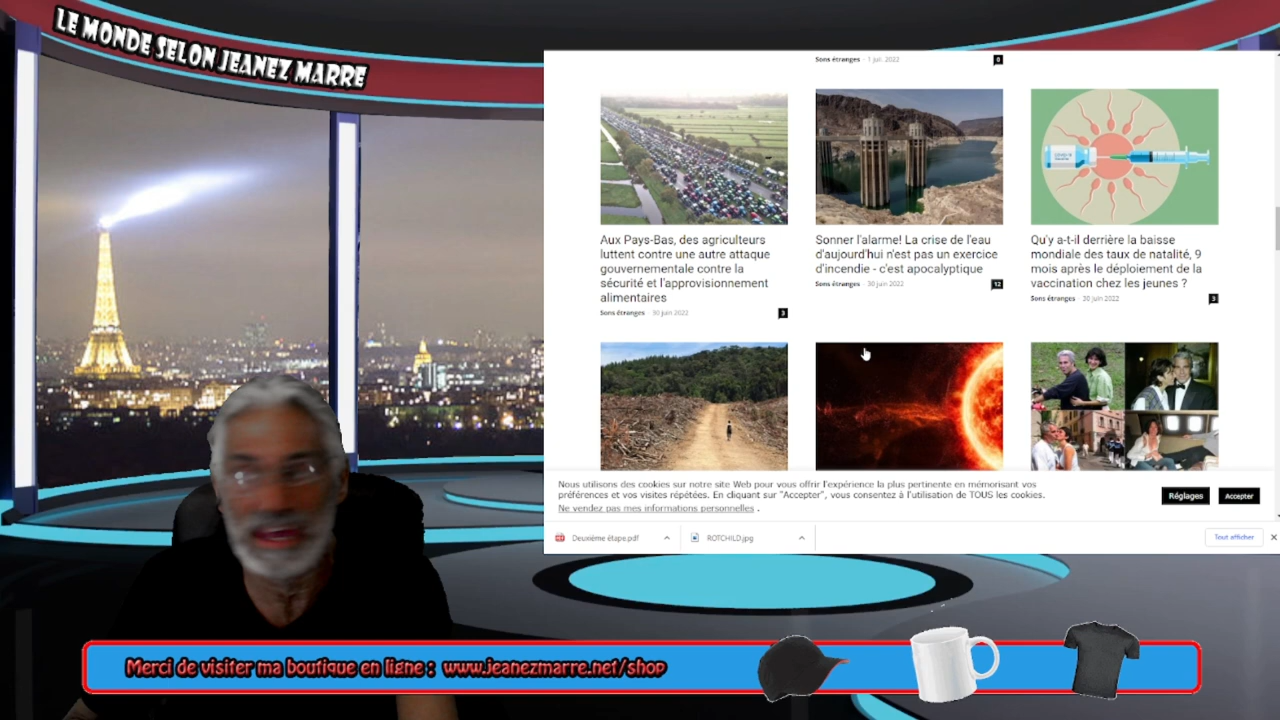 LE MONDE SELON JEANEZ MARRE
Sons étranges - 1 juil. 2022
0
Aux Pays-Bas, des agriculteurs
luttent contre une autre attaque
gouvernementale contre la
sécurité et l'approvisionnement
alimentaires
Sons étranges - 30 juin 2022
3
Sonner l'alarme! La crise de l'eau
d'aujourd'hui n'est pas un exercice
d'incendie - c'est apocalyptique
Sons étranges - 30 juin 2022
12
Qu'y a-t-il derrière la baisse
mondiale des taux de natalité, 9
mois après le déploiement de la
vaccination chez les jeunes ?
Sons étranges - 30 juin 2022
3
Nous utilisons des cookies sur notre site Web pour vous offrir l'expérience la plus pertinente en mémorisant vos
préférences et vos visites répétées. En cliquant sur "Accepter", vous consentez à l'utilisation de TOUS les cookies.
Ne vendez pas mes informations personnelles .
Réglages
Accepter
Deuxième étape.pdf
ROTCHILD.jpg
Tout afficher
Merci de visiter ma boutique en ligne : www.jeanezmarre.net/shop